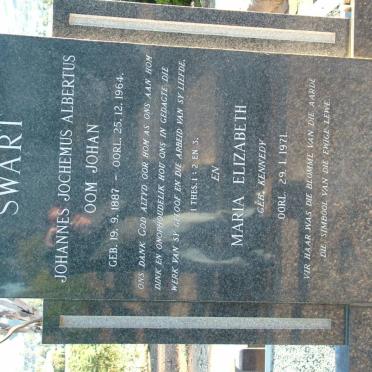 SWART
JOHANNES JOCHEMUS ALBERTUS
OOM JOHAN
GEB. 19. 9. 1887 – OORL. 25. 12. 1964.
ONS DANK GOD ALTYD OOR HOM AS ONS AAN HOM
DINK EN ONOPHOUDELIK HOU ONS IN GEDAGTE DIE
WERK VAN SY GELOOF EN DIE ARBEID VAN SY LIEFDE.
I THES. 1: 2 EN 3.
EN
MARIA ELIZABETH
GEB. KENNEDY.
OORL. 29. 1. 1971.
VIR HAAR WAS DIE BLOMME VAN DIE AARDE
DIE SIMBOOL VAN DIE EWIGE LEWE.